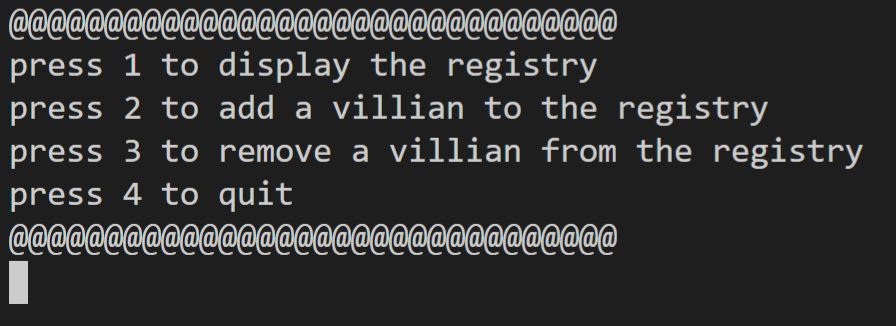 @@@@@@@@@@@@@@@@@@@@@@@@@@@@@@@@
press 1 to display the registry
press 2 to add a villian to the registry
press 3 to remove a villian from the registry
press 4 to quit
@@@@@@@@@@@@@@@@@@@@@@@@@@@@@@@@